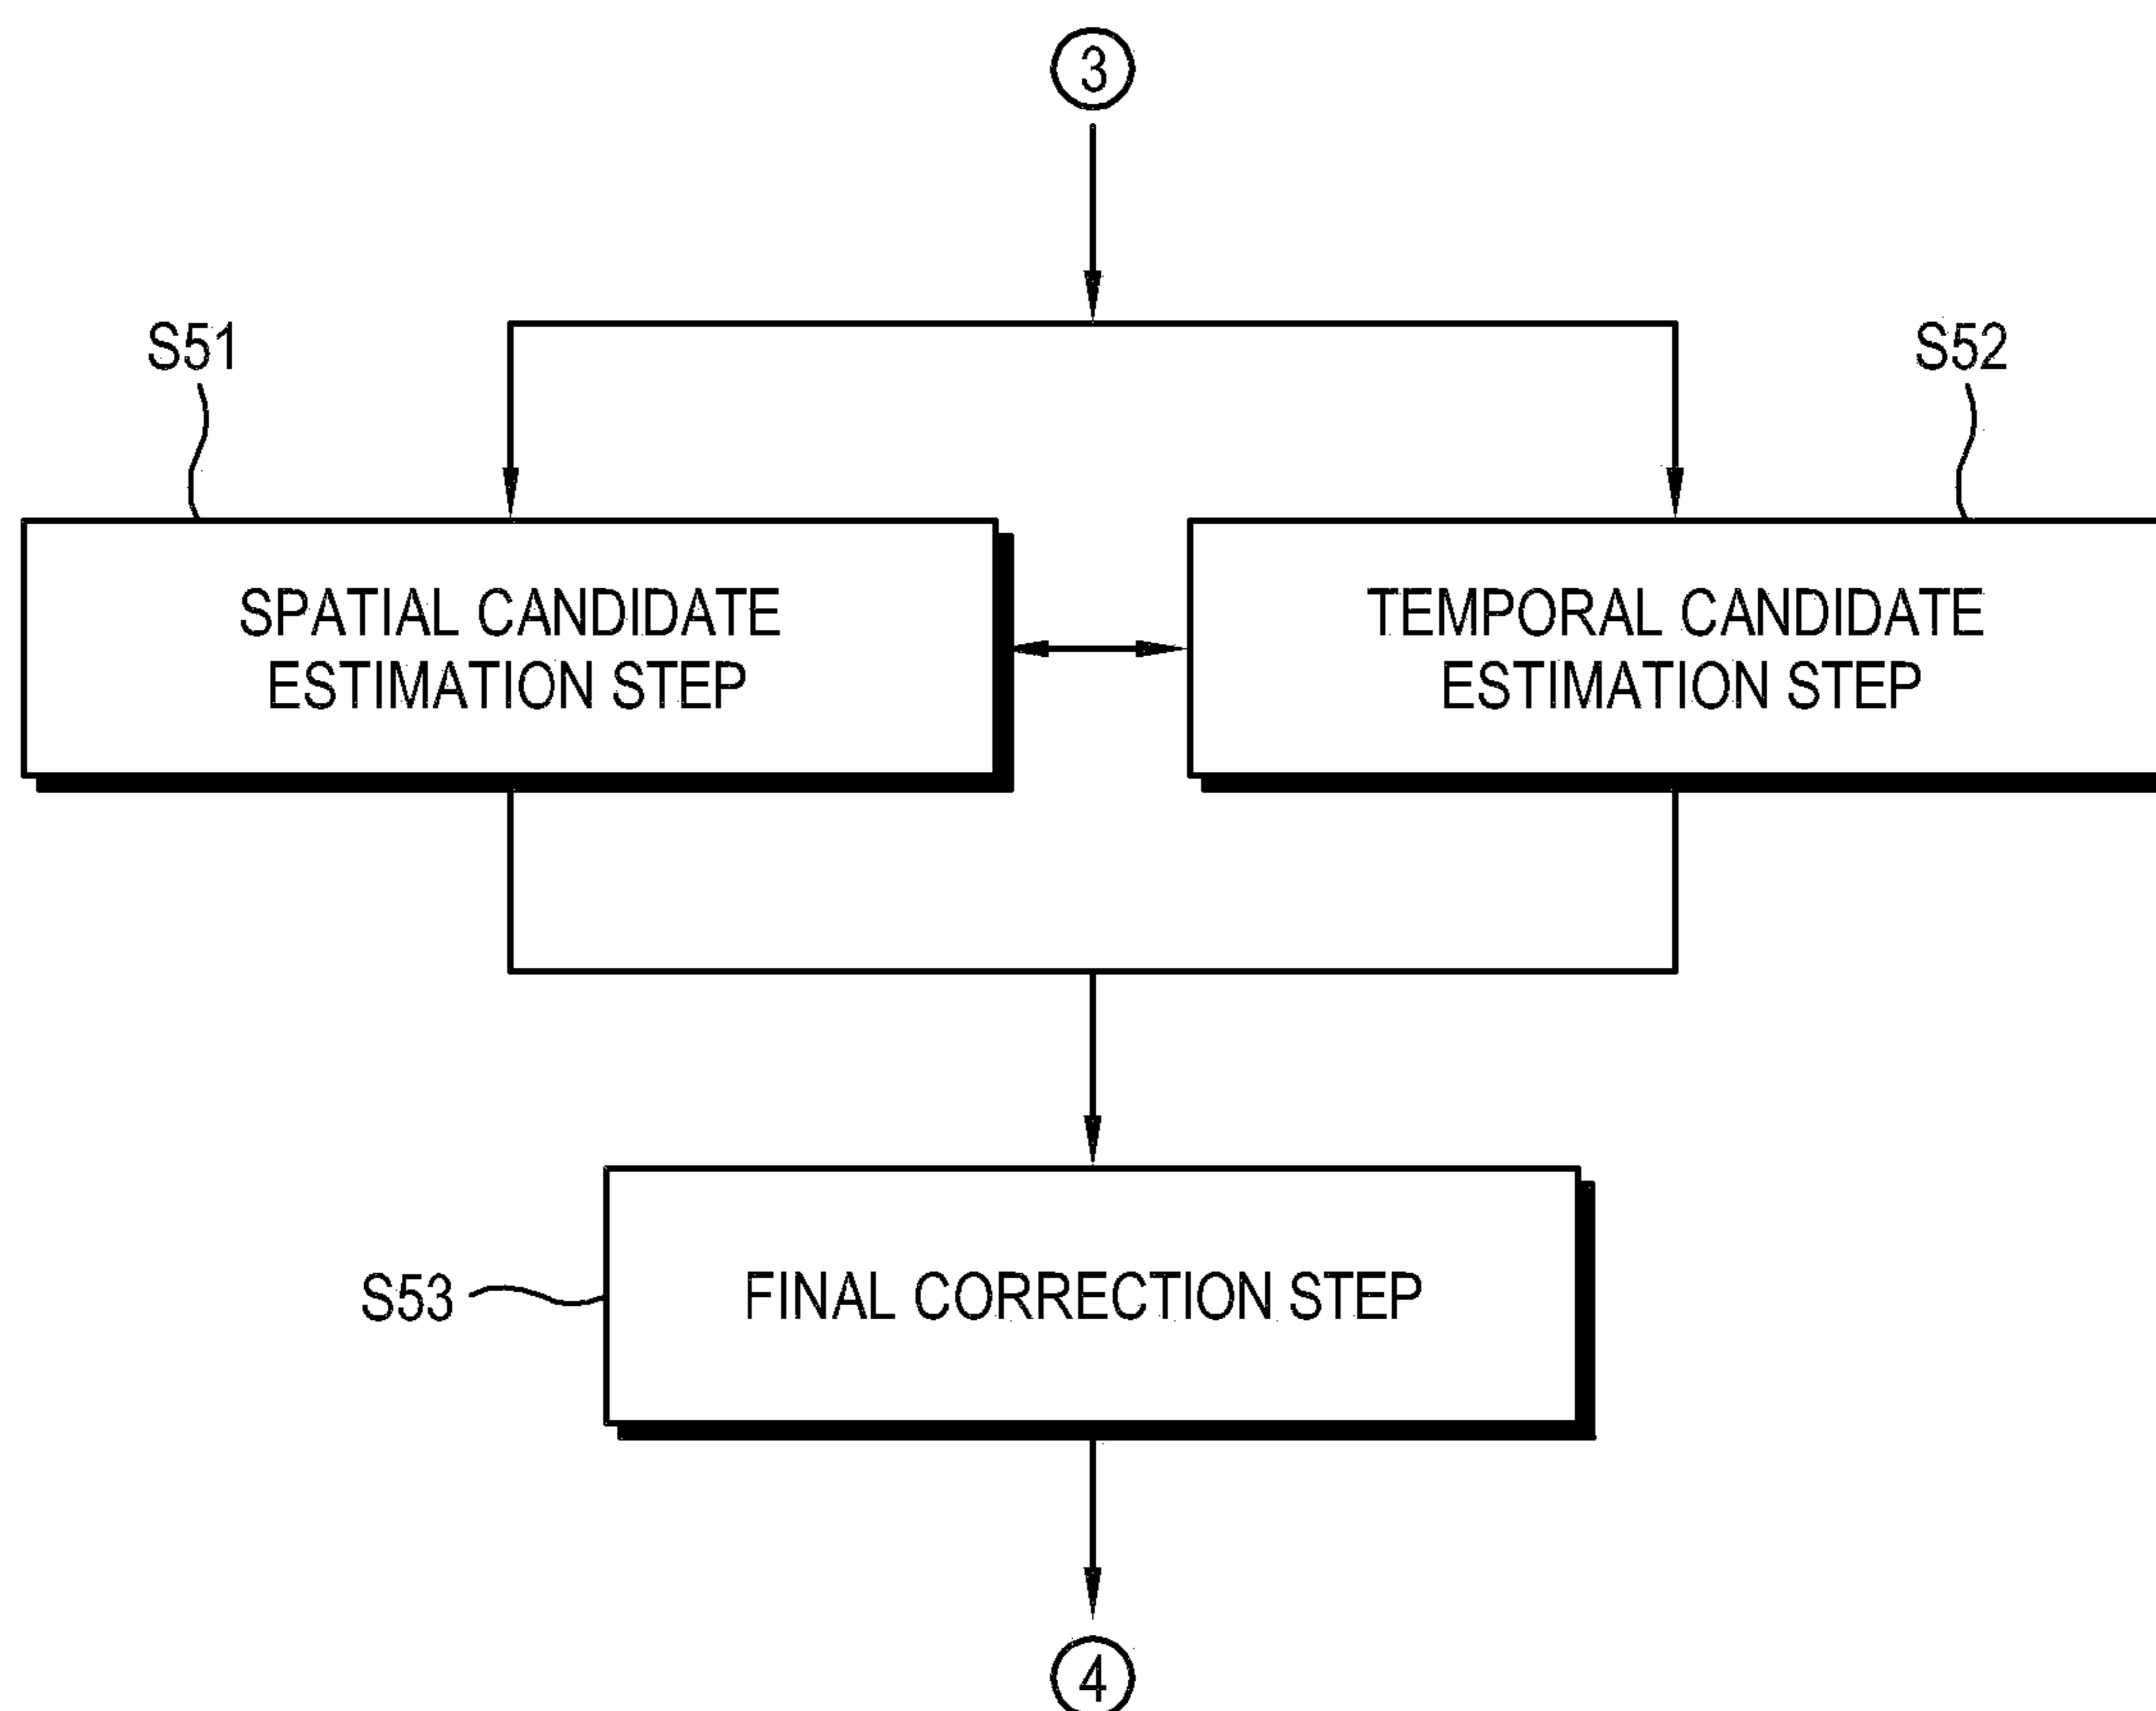 3
S51
S52
SPATIAL CANDIDATE
ESTIMATION STEP
TEMPORAL CANDIDATE
ESTIMATION STEP
S53
FINAL CORRECTION STEP
4